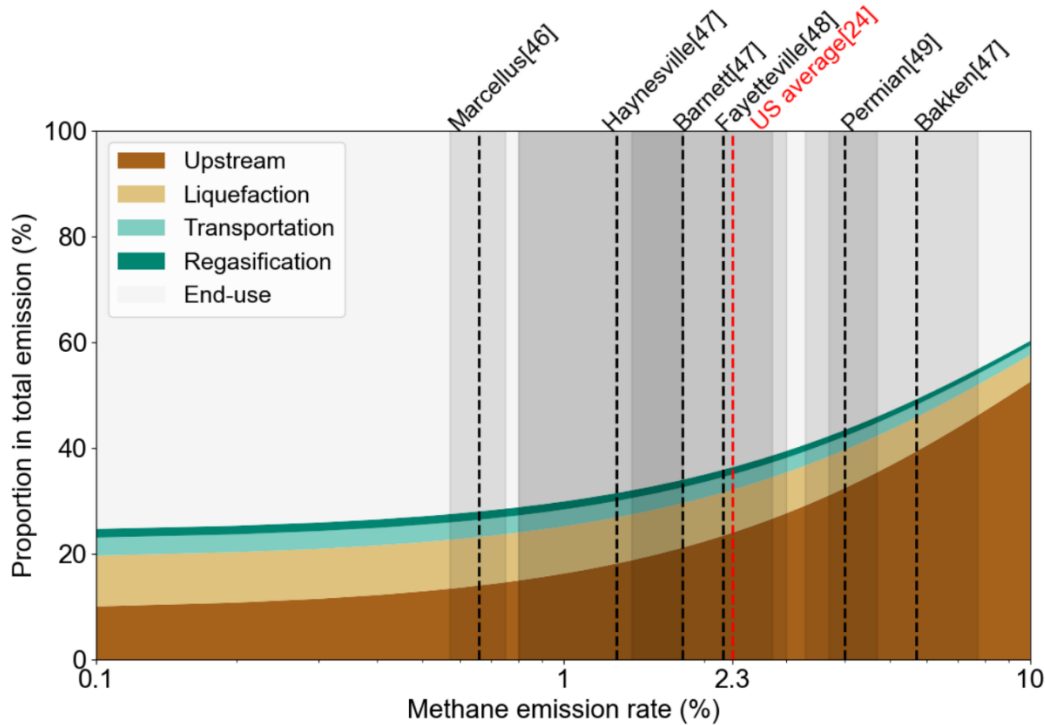 Marcellus[46]
Haynesville[47]
Barnett[47]
Fayetteville[48]
US average[24]
Permian[49]
Bakken[47]
Proportion in total emission (%)
100
80
60
40
20
0
Upstream
Liquefaction
Transportation
Regasification
End-use
0.1
1
2.3
10
Methane emission rate (%)